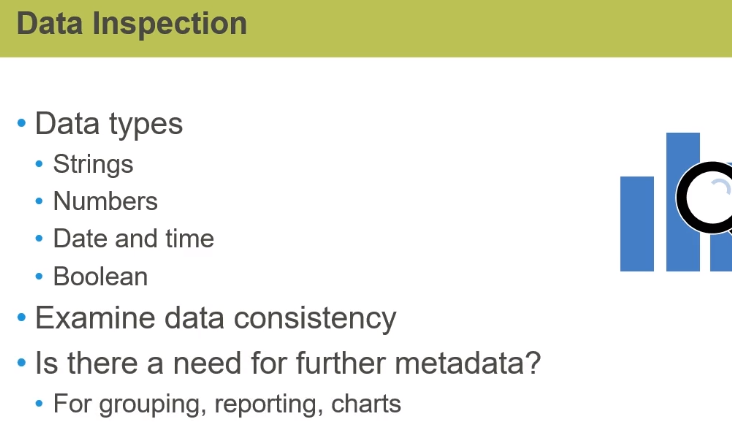 Data Inspection
• Data types
• Strings
• Numbers
• Date and time
• Boolean
• Examine data consistency
• Is there a need for further metadata?
• For grouping, reporting, charts